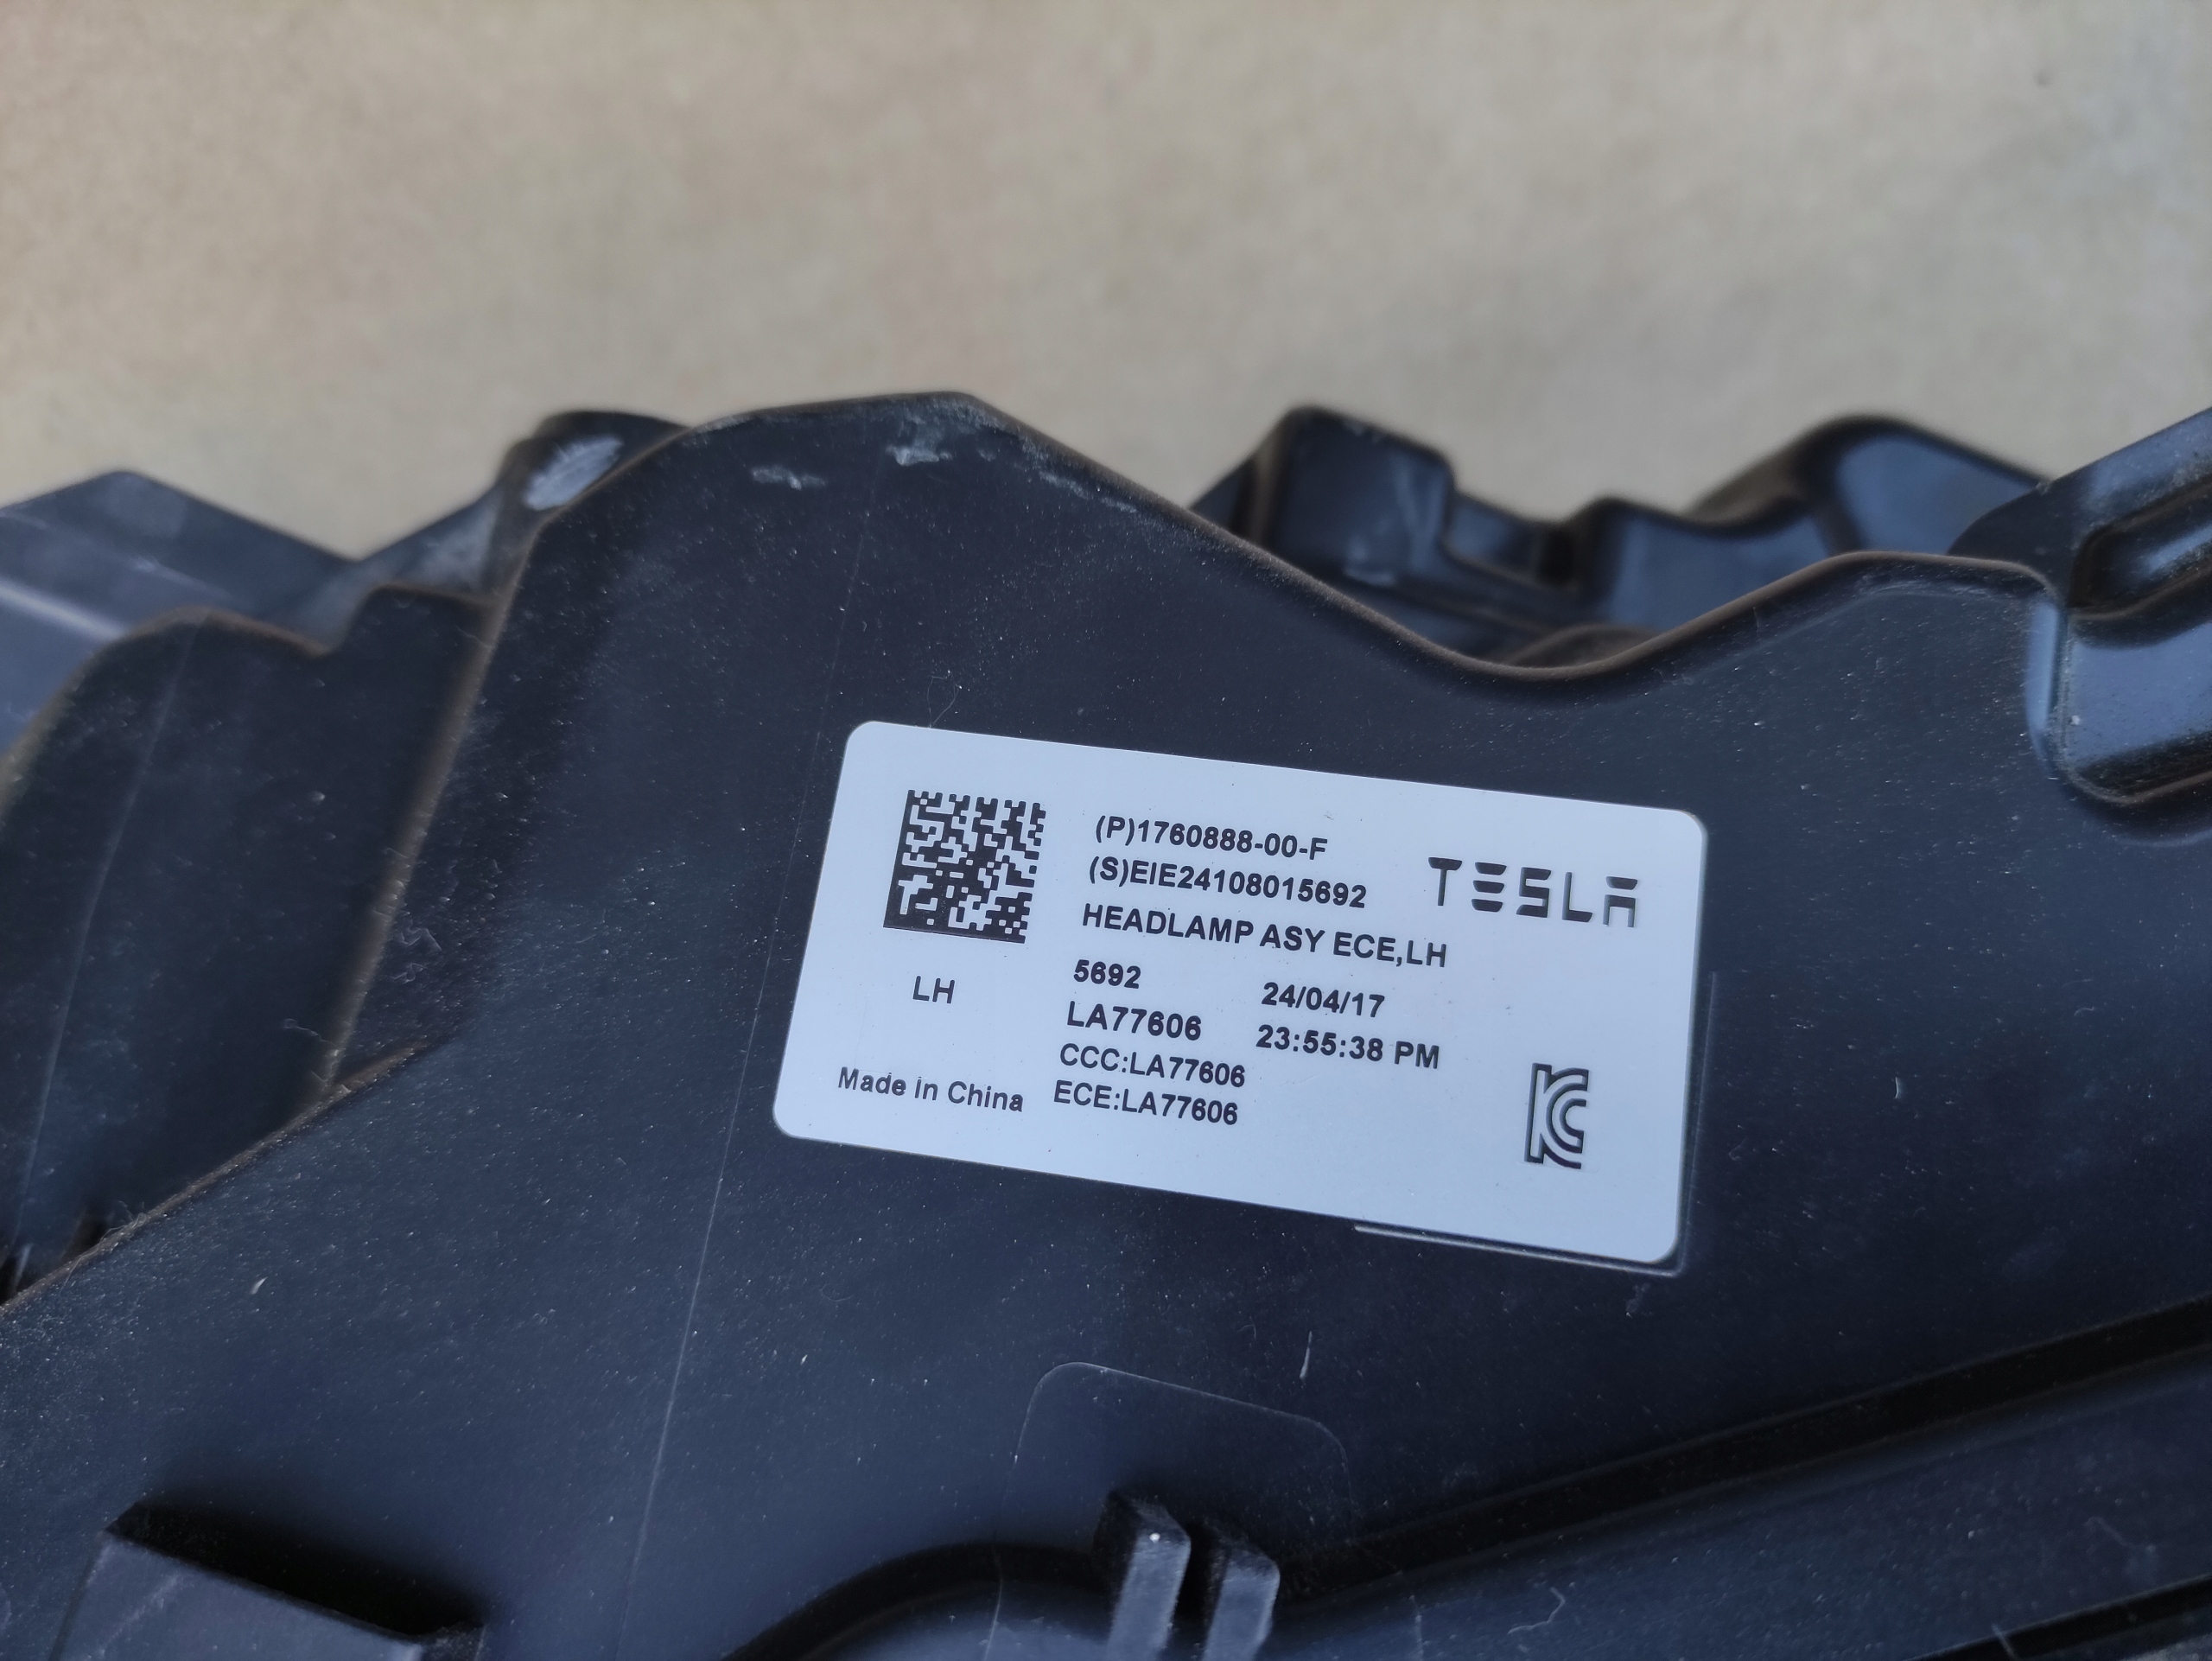 (P)1760888-00-F
(S)EIE24108015692
TESLA
HEADLAMP ASY ECE,LH
5692 24/04/17
LH
LA77606 23:55:38 PM
CCC:LA77606
Made in China ECE:LA77606
KC